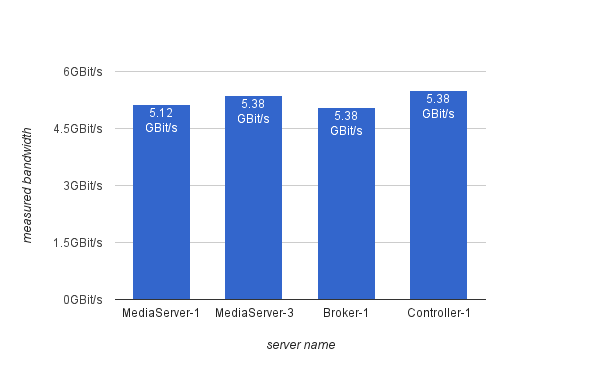 6GBit/s
4.5GBit/s
3GBit/s
1.5GBit/s
0GBit/s
measured bandwidth
5.12
GBit/s
5.38
GBit/s
5.38
GBit/s
5.38
GBit/s
MediaServer-1
MediaServer-3
Broker-1
Controller-1
server name